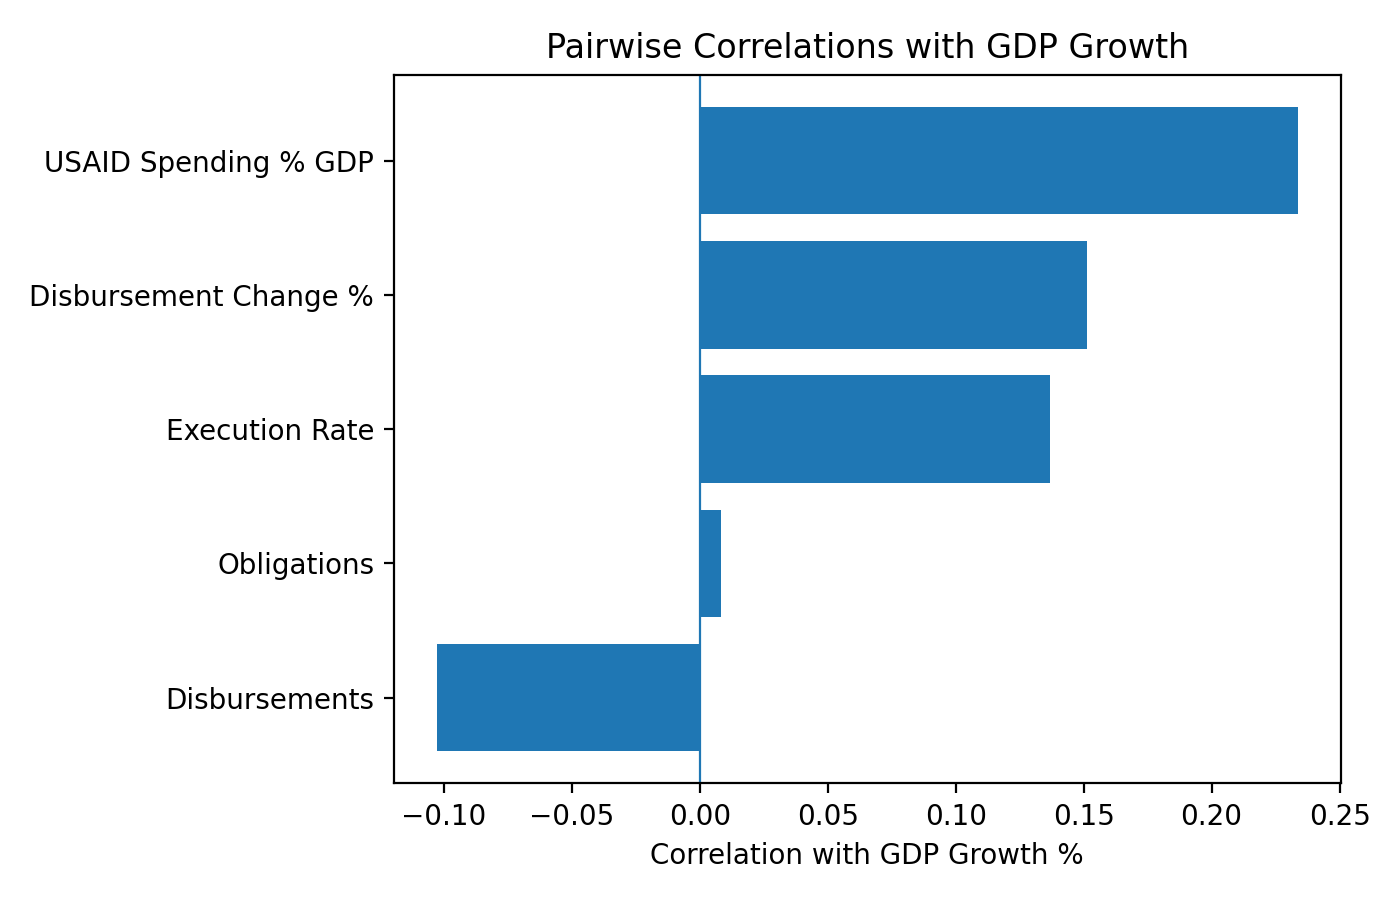 Pairwise Correlations with GDP Growth
USAID Spending % GDP
Disbursement Change %
Execution Rate
Obligations
Disbursements
−0.10 −0.05 0.00 0.05 0.10 0.15 0.20 0.25
Correlation with GDP Growth %